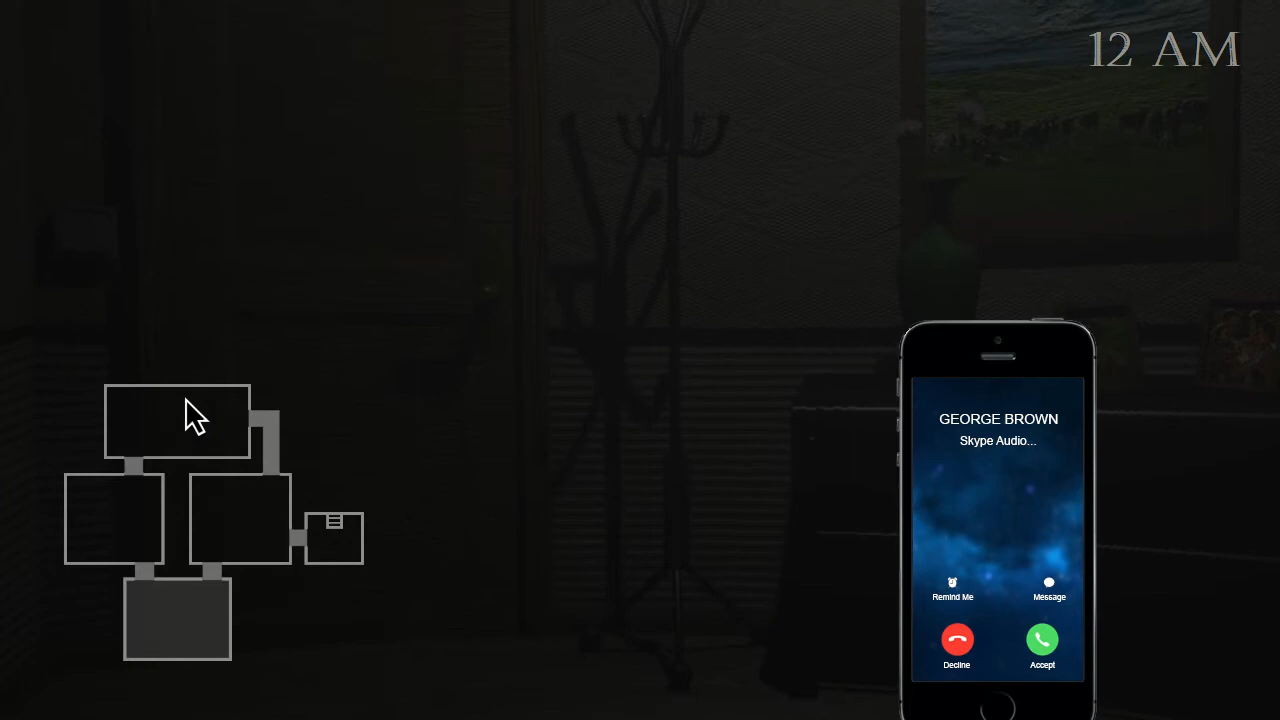 12 AM
GEORGE BROWN
Skype Audio...
Remind Me
Message
Decline
Accept